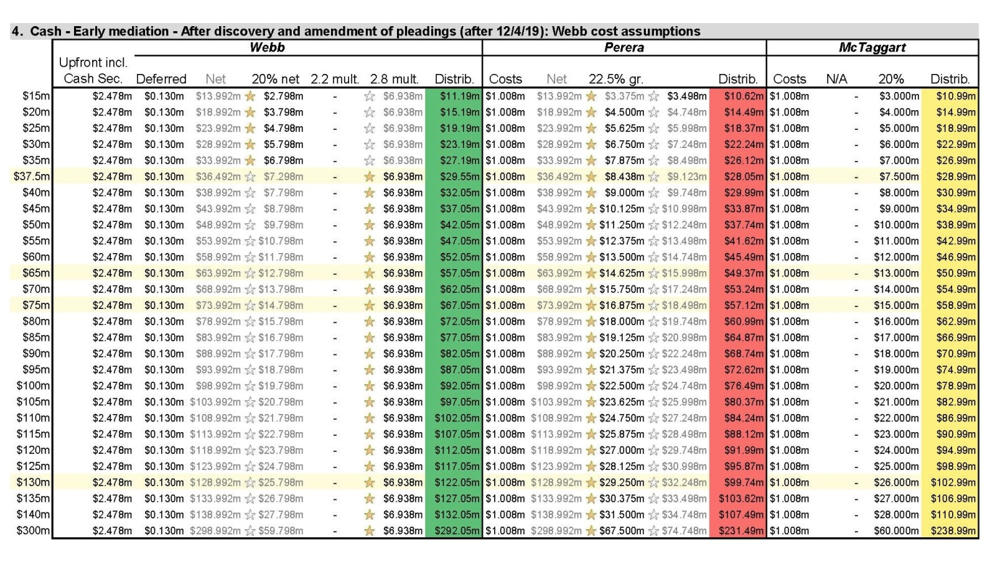 4. Cash - Early mediation - After discovery and amendment of pleadings (after 12/4/19): Webb cost assumptions
Webb Perera McTaggart
Upfront incl.
Cash Sec. Deferred Net 20% net 2.2 mult. 2.8 mult. Distrib. Costs Net 22.5% gr. Distrib. Costs N/A 20% Distrib.
$15m $2.478m $0.130m $13.992m $2.798m - $6.938m $11.19m $1.008m $13.992m $3.375m $3.498m $10.62m $1.008m - $3.000m $10.99m
$20m $2.478m $0.130m $18.992m $3.798m - $6.938m $15.19m $1.008m $18.992m $4.500m $4.748m $14.49m $1.008m - $4.000m $14.99m
$25m $2.478m $0.130m $23.992m $4.798m - $6.938m $19.19m $1.008m $23.992m $5.625m $5.998m $18.37m $1.008m - $5.000m $18.99m
$30m $2.478m $0.130m $28.992m $5.798m - $6.938m $23.19m $1.008m $28.992m $6.750m $7.248m $22.24m $1.008m - $6.000m $22.99m
$35m $2.478m $0.130m $33.992m $6.798m - $6.938m $27.19m $1.008m $33.992m $7.875m $8.498m $26.12m $1.008m - $7.000m $26.99m
$37.5m $2.478m $0.130m $36.492m $7.298m - $6.938m $29.55m $1.008m $36.492m $8.438m $9.123m $28.05m $1.008m - $7.500m $28.99m
$40m $2.478m $0.130m $38.992m $7.798m - $6.938m $32.05m $1.008m $38.992m $9.000m $9.748m $29.99m $1.008m - $8.000m $30.99m
$45m $2.478m $0.130m $43.992m $8.798m - $6.938m $37.05m $1.008m $43.992m $10.125m $10.998m $33.87m $1.008m - $9.000m $34.99m
$50m $2.478m $0.130m $48.992m $9.798m - $6.938m $42.05m $1.008m $48.992m $11.250m $12.248m $37.74m $1.008m - $10.000m $38.99m
$55m $2.478m $0.130m $53.992m $10.798m - $6.938m $47.05m $1.008m $53.992m $12.375m $13.498m $41.62m $1.008m - $11.000m $42.99m
$60m $2.478m $0.130m $58.992m $11.798m - $6.938m $52.05m $1.008m $58.992m $13.500m $14.748m $45.49m $1.008m - $12.000m $46.99m
$65m $2.478m $0.130m $63.992m $12.798m - $6.938m $57.05m $1.008m $63.992m $14.625m $15.998m $49.37m $1.008m - $13.000m $50.99m
$70m $2.478m $0.130m $68.992m $13.798m - $6.938m $62.05m $1.008m $68.992m $15.750m $17.248m $53.24m $1.008m - $14.000m $54.99m
$75m $2.478m $0.130m $73.992m $14.798m - $6.938m $67.05m $1.008m $73.992m $16.875m $18.498m $57.12m $1.008m - $15.000m $58.99m
$80m $2.478m $0.130m $78.992m $15.798m - $6.938m $72.05m $1.008m $78.992m $18.000m $19.748m $60.99m $1.008m - $16.000m $62.99m
$85m $2.478m $0.130m $83.992m $16.798m - $6.938m $77.05m $1.008m $83.992m $19.125m $20.998m $64.87m $1.008m - $17.000m $66.99m
$90m $2.478m $0.130m $88.992m $17.798m - $6.938m $82.05m $1.008m $88.992m $20.250m $22.248m $68.74m $1.008m - $18.000m $70.99m
$95m $2.478m $0.130m $93.992m $18.798m - $6.938m $87.05m $1.008m $93.992m $21.375m $23.498m $72.62m $1.008m - $19.000m $74.99m
$100m $2.478m $0.130m $98.992m $19.798m - $6.938m $92.05m $1.008m $98.992m $22.500m $24.748m $76.49m $1.008m - $20.000m $78.99m
$105m $2.478m $0.130m $103.992m $20.798m - $6.938m $97.05m $1.008m $103.992m $23.625m $25.998m $80.37m $1.008m - $21.000m $82.99m
$110m $2.478m $0.130m $108.992m $21.798m - $6.938m $102.05m $1.008m $108.992m $24.750m $27.248m $84.24m $1.008m - $22.000m $86.99m
$115m $2.478m $0.130m $113.992m $22.798m - $6.938m $107.05m $1.008m $113.992m $25.875m $28.498m $88.12m $1.008m - $23.000m $90.99m
$120m $2.478m $0.130m $118.992m $23.798m - $6.938m $112.05m $1.008m $118.992m $27.000m $29.748m $91.99m $1.008m - $24.000m $94.99m
$125m $2.478m $0.130m $123.992m $24.798m - $6.938m $117.05m $1.008m $123.992m $28.125m $30.998m $95.87m $1.008m - $25.000m $98.99m
$130m $2.478m $0.130m $128.992m $25.798m - $6.938m $122.05m $1.008m $128.992m $29.250m $32.248m $99.74m $1.008m - $26.000m $102.99m
$135m $2.478m $0.130m $133.992m $26.798m - $6.938m $127.05m $1.008m $133.992m $30.375m $33.498m $103.62m $1.008m - $27.000m $106.99m
$140m $2.478m $0.130m $138.992m $27.798m - $6.938m $132.05m $1.008m $138.992m $31.500m $34.748m $107.49m $1.008m - $28.000m $110.99m
$300m $2.478m $0.130m $298.992m $59.798m - $6.938m $292.05m $1.008m $298.992m $67.500m $74.748m $231.49m $1.008m - $60.000m $238.99m